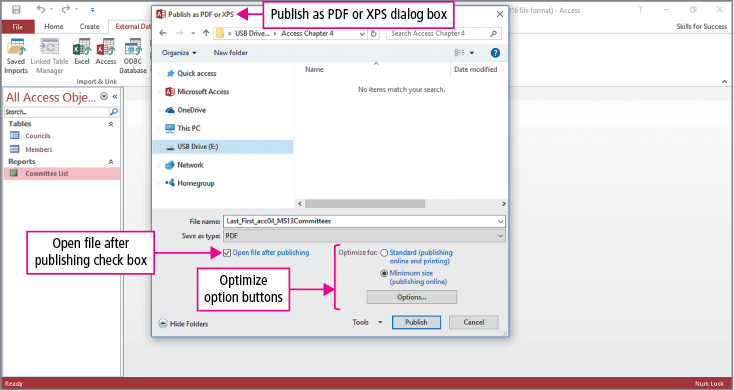 Publish as PDF or XPS
Publish as PDF or XPS dialog box
16 file format) - Access
File
Home
Create
External Data
Skills for Success
USB Drive... > Access Chapter 4
Search Access Chapter 4
Organize
New folder
Saved Imports
Linked Table Manager
Excel
Access
ODBC Database
Import & Link
All Access Obje...
Search...
Tables
Councils
Members
Reports
Committee List
Quick access
Microsoft Access
OneDrive
This PC
USB Drive (E:)
Network
Homegroup
Name
Date modified
No items match your search.
File name:
Last_First_acc04_MS13Committees
Save as type:
PDF
Open file after
publishing check box
Open file after publishing
Optimize for:
Standard (publishing
online and printing)
Minimum size
(publishing online)
Optimize
option buttons
Options...
Hide Folders
Tools
Publish
Cancel
Ready
Num Lock